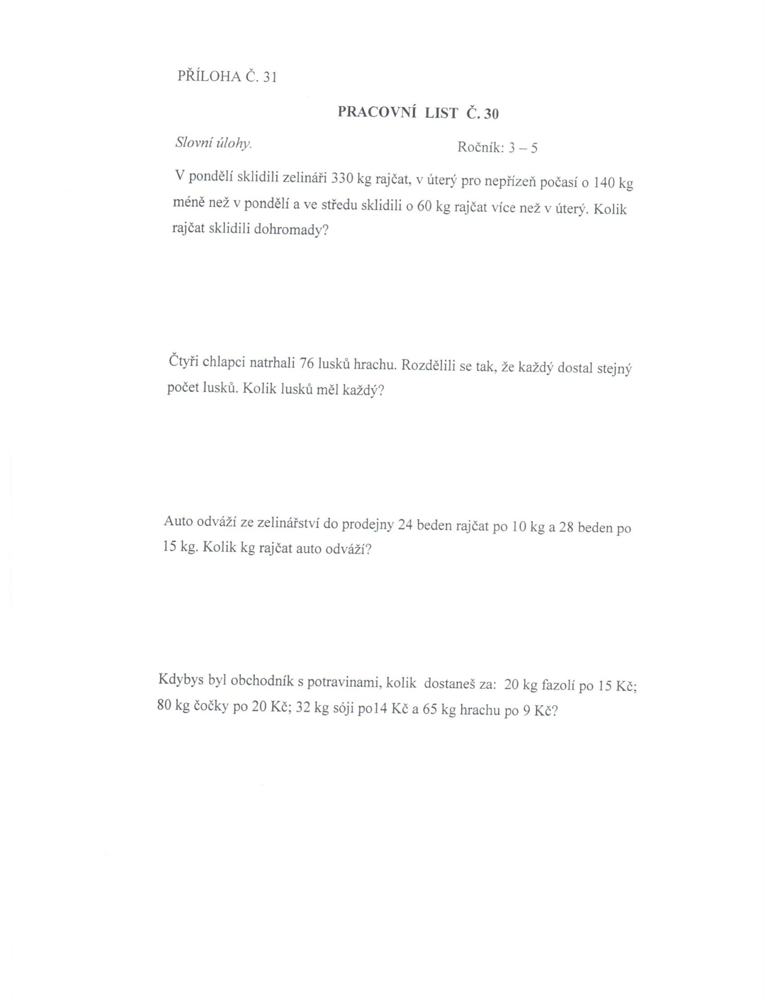 PŘÍLOHA Č. 31
PRACOVNÍ LIST Č. 30
Slovní úlohy. Ročník: 3 – 5
V pondělí sklidili zelináři 330 kg rajčat, v úterý pro nepřízeň počasí o 140 kg
méně než v pondělí a ve středu sklidili o 60 kg rajčat více než v úterý. Kolik
rajčat sklidili dohromady?
Čtyři chlapci natrhali 76 lusků hrachu. Rozdělili se tak, že každý dostal stejný
počet lusků. Kolik lusků měl každý?
Auto odváží ze zelinářství do prodejny 24 beden rajčat po 10 kg a 28 beden po
15 kg. Kolik kg rajčat auto odváží?
Kdybys byl obchodník s potravinami, kolik dostaneš za: 20 kg fazolí po 15 Kč;
80 kg čočky po 20 Kč; 32 kg sóji po14 Kč a 65 kg hrachu po 9 Kč?